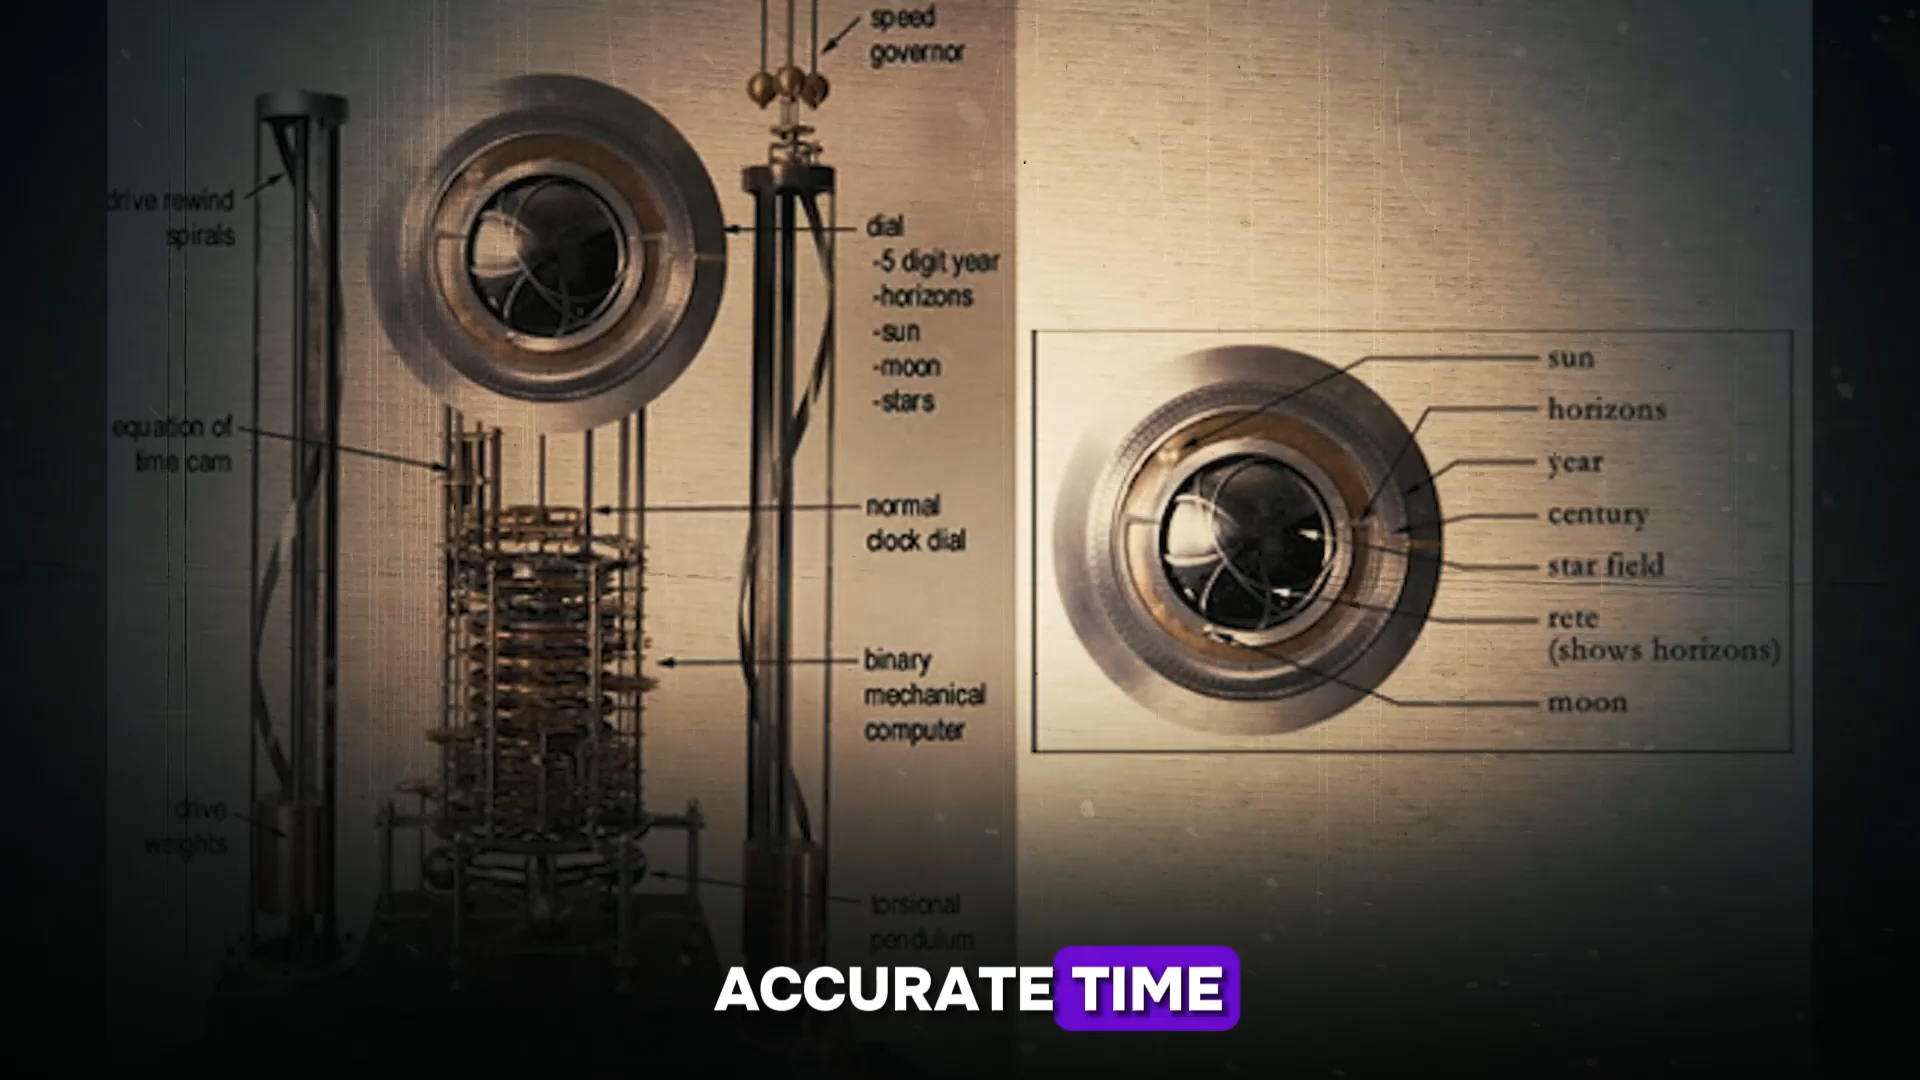 speed
governor
drive rewind
spirals
dial
-5 digit year
-horizons
-sun
-moon
-stars
equation of
time cam
normal
clock dial
binary
mechanical
computer
drive
weights
torsional
pendulum
sun
horizons
year
century
star field
rete
(shows horizons)
moon
ACCURATE TIME